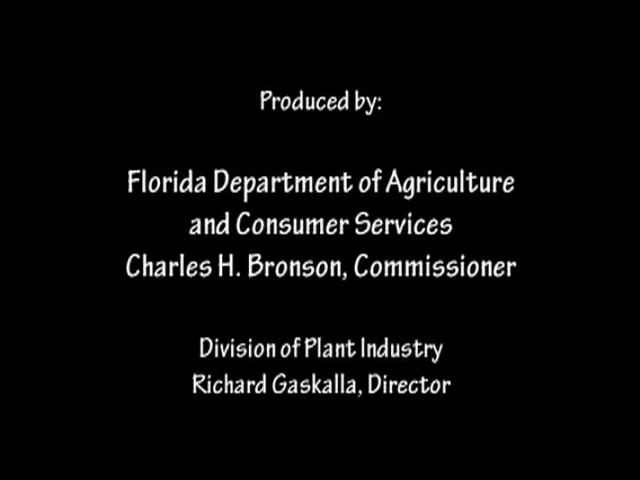 Produced by:
Florida Department of Agriculture
and Consumer Services
Charles H. Bronson, Commissioner
Division of Plant Industry
Richard Gaskalla, Director